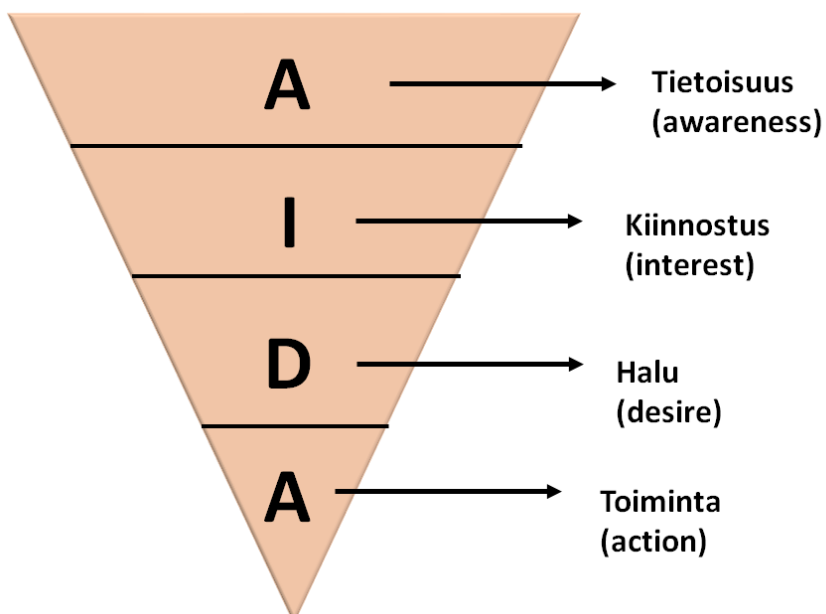 A
Tietoisuus
(awareness)
I
Kiinnostus
(interest)
D
Halu
(desire)
A
Toiminta
(action)